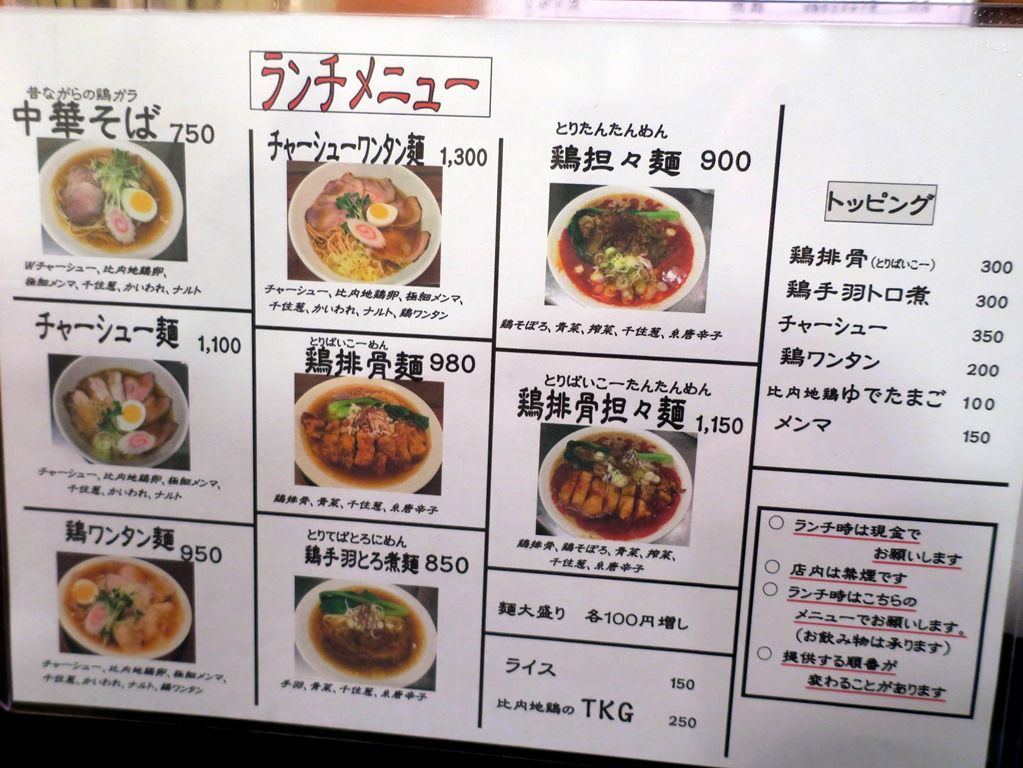 ランチメニュー
昔ながらの鶏ガラ
中華そば 750
Wチャーシュー、比内地鶏卵、
極細メンマ、千住葱、かいわれ、ナルト
チャーシュー麺 1,100
チャーシュー、比内地鶏卵、極細メンマ、
千住葱、かいわれ、ナルト
鶏ワンタン麺 950
チャーシュー、比内地鶏卵、極細メンマ、
千住葱、かいわれ、ナルト、鶏ワンタン
チャーシューワンタン麺 1,300
チャーシュー、比内地鶏卵、極細メンマ、
千住葱、かいわれ、ナルト、鶏ワンタン
とりぱいこーめん
鶏排骨麺 980
鶏排骨、青菜、千住葱、糸唐辛子
とりてばとろにめん
鶏手羽とろ煮麺 850
手羽、青菜、千住葱、糸唐辛子
とりたんたんめん
鶏担々麺 900
鶏そぼろ、青菜、搾菜、千住葱、糸唐辛子
とりぱいこーたんたんめん
鶏排骨担々麺 1,150
鶏排骨、鶏そぼろ、青菜、搾菜、
千住葱、糸唐辛子
麺大盛り 各100円増し
ライス 150
比内地鶏の TKG 250
トッピング
鶏排骨(とりぱいこー) 300
鶏手羽トロ煮 300
チャーシュー 350
鶏ワンタン 200
比内地鶏ゆでたまご 100
メンマ 150
○ ランチ時は現金で
お願いします
○ 店内は禁煙です
○ ランチ時はこちらの
メニューでお願いします。
(お飲み物は承ります)
○ 提供する順番が
変わることがあります